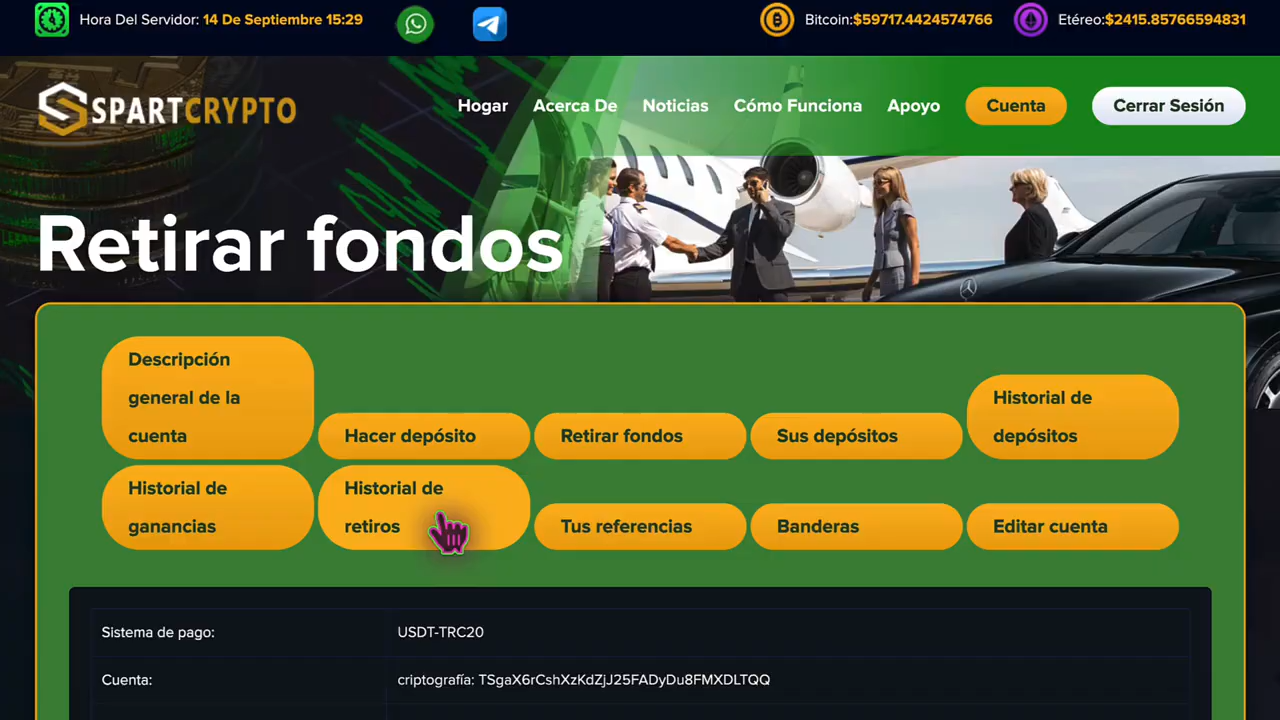 Hora Del Servidor: 14 De Septiembre 15:29
Bitcoin:$59717.4424574766
Etéreo:$2415.85766594831
SPARTCRYPTO
Hogar
Acerca De
Noticias
Cómo Funciona
Apoyo
Cuenta
Cerrar Sesión
Retirar fondos
Descripción
general de la
cuenta
Hacer depósito
Retirar fondos
Sus depósitos
Historial de
depósitos
Historial de
ganancias
Historial de
retiros
Tus referencias
Banderas
Editar cuenta
Sistema de pago: USDT-TRC20
Cuenta: criptografía: TSgaX6rCshXzKdZjJ25FADyDu8FMXDLTQQ